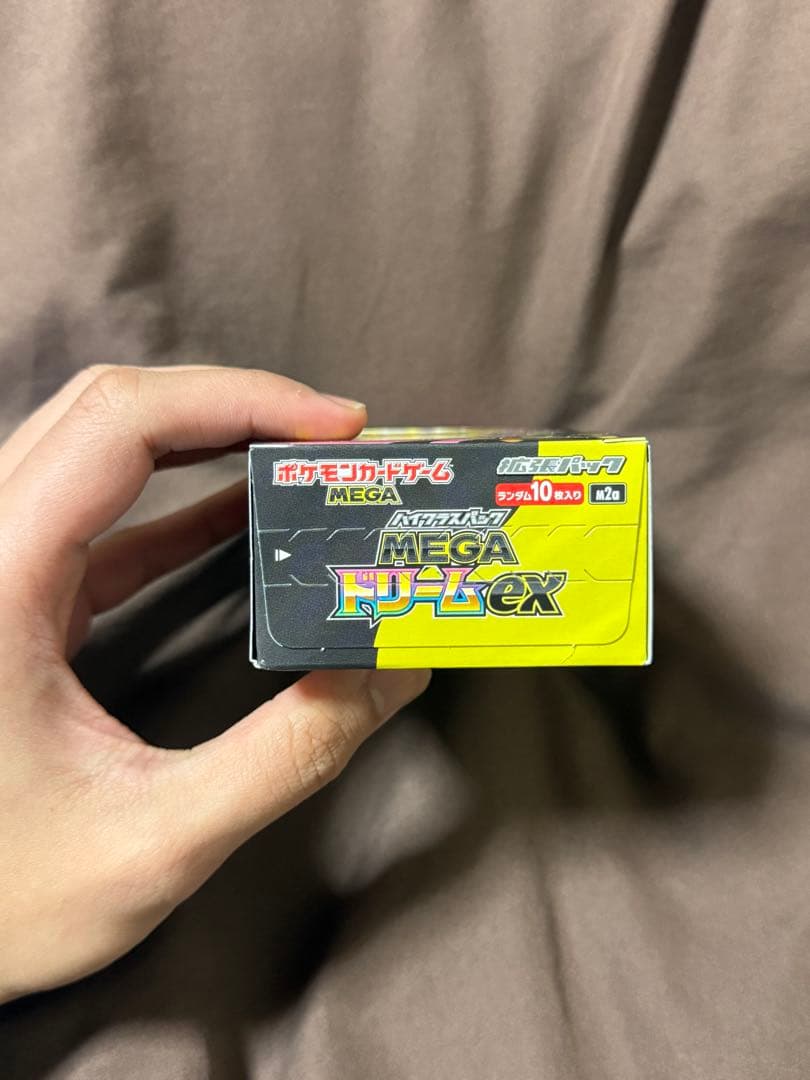 ポケモンカードゲーム
MEGA
拡張パック
ランダム10枚入り M2a
ハイクラスパック
MEGA
ドリームex